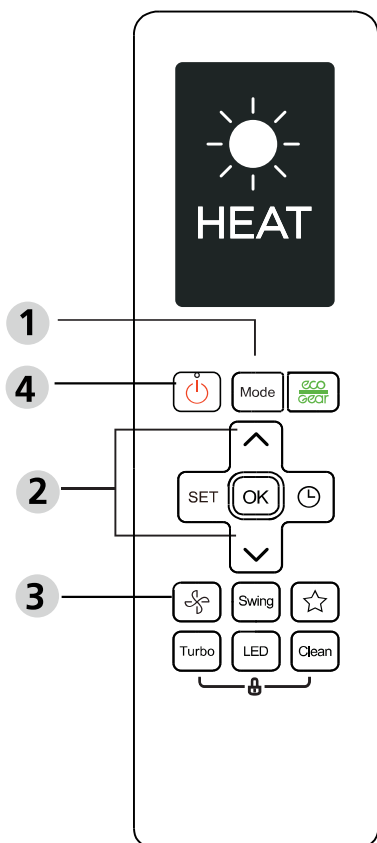 HEAT
1
4
Mode
eco
Gear
2
SET
OK
3
Swing
Turbo
LED
Clean